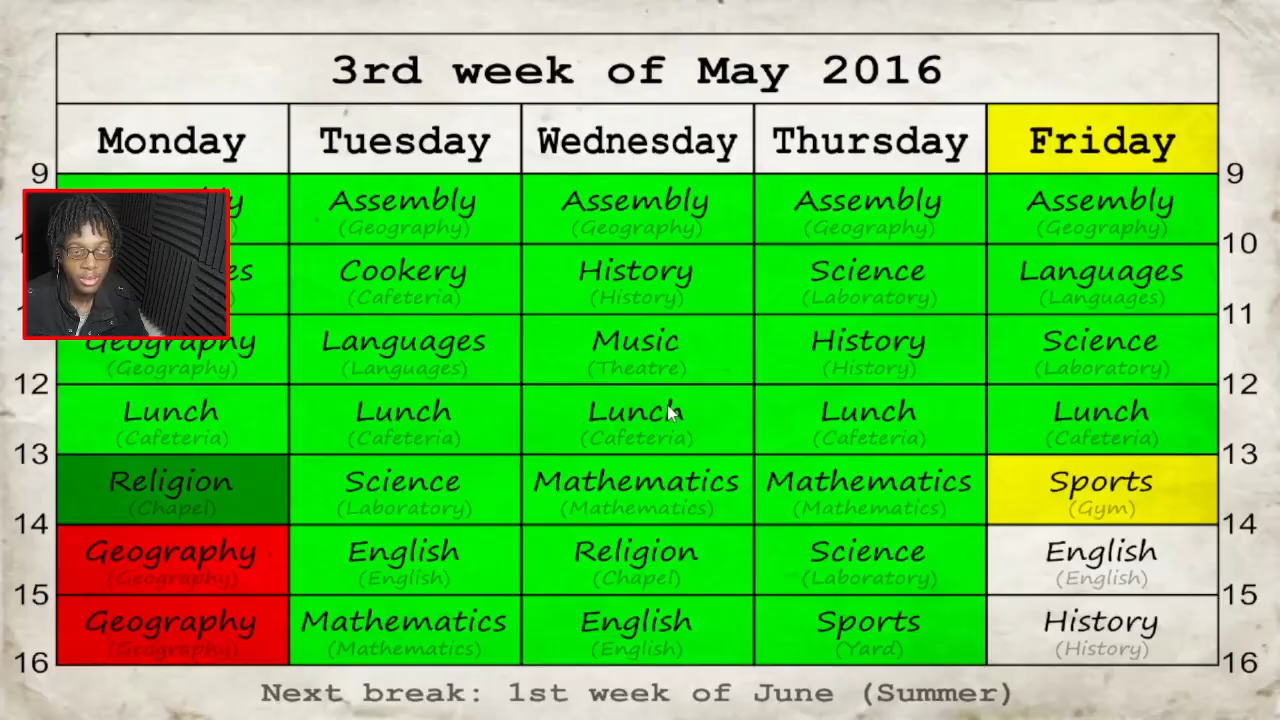 3rd week of May 2016
Monday Tuesday Wednesday Thursday Friday
9 9
Assembly Assembly Assembly Assembly
(Geography) (Geography) (Geography) (Geography)
10
Cookery History Science Languages
(Cafeteria) (History) (Laboratory) (Languages)
11
Geography Languages Music History Science
(Geography) (Languages) (Theatre) (History) (Laboratory)
12 12
Lunch Lunch Lunch Lunch Lunch
(Cafeteria) (Cafeteria) (Cafeteria) (Cafeteria) (Cafeteria)
13 13
Religion Science Mathematics Mathematics Sports
(Chapel) (Laboratory) (Mathematics) (Mathematics) (Gym)
14 14
Geography English Religion Science English
(Geography) (English) (Chapel) (Laboratory) (English)
15 15
Geography Mathematics English Sports History
(Geography) (Mathematics) (English) (Yard) (History)
16 16
Next break: 1st week of June (Summer)